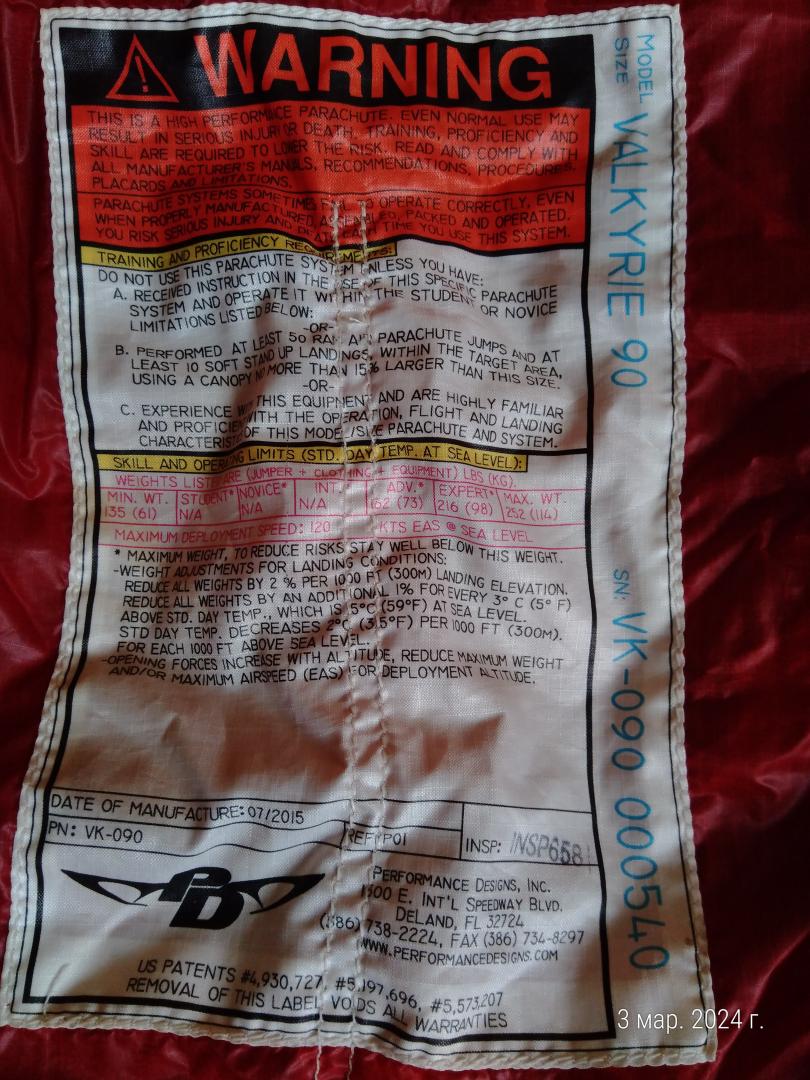 WARNING
THIS IS A HIGH PERFORMANCE PARACHUTE. EVEN NORMAL USE MAY
RESULT IN SERIOUS INJURY OR DEATH. TRAINING, PROFICIENCY AND
SKILL ARE REQUIRED TO LOWER THE RISK. READ AND COMPLY WITH
ALL MANUFACTURER'S MANUALS, RECOMMENDATIONS, PROCEDURES,
PLACARDS AND LIMITATIONS.
PARACHUTE SYSTEMS SOMETIMES FAIL TO OPERATE CORRECTLY, EVEN
WHEN PROPERLY MANUFACTURED, ASSEMBLED, PACKED AND OPERATED.
YOU RISK SERIOUS INJURY AND DEATH EACH TIME YOU USE THIS SYSTEM.
TRAINING AND PROFICIENCY REQUIREMENTS:
DO NOT USE THIS PARACHUTE SYSTEM UNLESS YOU HAVE:
A. RECEIVED INSTRUCTION IN THE USE OF THIS SPECIFIC PARACHUTE
SYSTEM AND OPERATE IT WITHIN THE STUDENT OR NOVICE
LIMITATIONS LISTED BELOW:
-OR-
B. PERFORMED AT LEAST 50 RAM AIR PARACHUTE JUMPS AND AT
LEAST 10 SOFT STAND UP LANDINGS, WITHIN THE TARGET AREA,
USING A CANOPY NO MORE THAN 15% LARGER THAN THIS SIZE.
-OR-
C. EXPERIENCE WITH THIS EQUIPMENT AND ARE HIGHLY FAMILIAR
AND PROFICIENT WITH THE OPERATION, FLIGHT AND LANDING
CHARACTERISTICS OF THIS MODEL/SIZE PARACHUTE AND SYSTEM.
SKILL AND OPERATING LIMITS (STD. DAY TEMP. AT SEA LEVEL):
WEIGHTS LISTED ARE (JUMPER + CLOTHING + EQUIPMENT) LBS (KG).
MIN. WT. STUDENT* NOVICE* INT. ADV.* EXPERT* MAX. WT.
135 (61) N/A N/A N/A 162 (73) 216 (98) 252 (114)
MAXIMUM DEPLOYMENT SPEED: 120 KTS EAS @ SEA LEVEL
* MAXIMUM WEIGHT, TO REDUCE RISKS STAY WELL BELOW THIS WEIGHT.
-WEIGHT ADJUSTMENTS FOR LANDING CONDITIONS:
REDUCE ALL WEIGHTS BY 2 % PER 1000 FT (300M) LANDING ELEVATION.
REDUCE ALL WEIGHTS BY AN ADDITIONAL 1% FOR EVERY 3° C (5° F)
ABOVE STD. DAY TEMP., WHICH IS 15°C (59°F) AT SEA LEVEL.
STD DAY TEMP. DECREASES 2°C (3.5°F) PER 1000 FT (300M).
FOR EACH 1000 FT ABOVE SEA LEVEL.
-OPENING FORCES INCREASE WITH ALTITUDE, REDUCE MAXIMUM WEIGHT
AND/OR MAXIMUM AIRSPEED (EAS) FOR DEPLOYMENT ALTITUDE.
DATE OF MANUFACTURE: 07/2015
PN: VK-090
INSP: INSP658
PD
PERFORMANCE DESIGNS, INC.
1300 E. INT'L SPEEDWAY BLVD.
DELAND, FL 32724
(386) 738-2224, FAX (386) 734-8297
WWW.PERFORMANCEDESIGNS.COM
US PATENTS #4,930,727, #5,197,696, #5,573,207
REMOVAL OF THIS LABEL VOIDS ALL WARRANTIES
MODEL
SIZE
VALKYRIE 90
SN: VK-090 000540
3 мар. 2024 г.